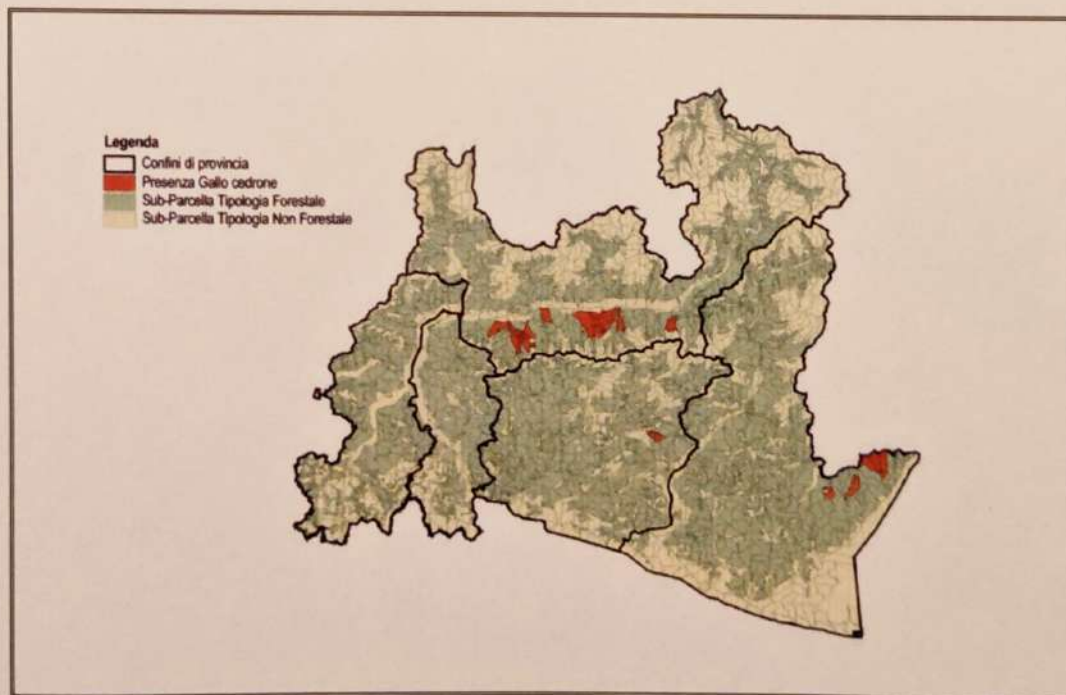 Legenda
Confini di provincia
Presenza Gallo cedrone
Sub-Parcella Tipologia Forestale
Sub-Parcella Tipologia Non Forestale